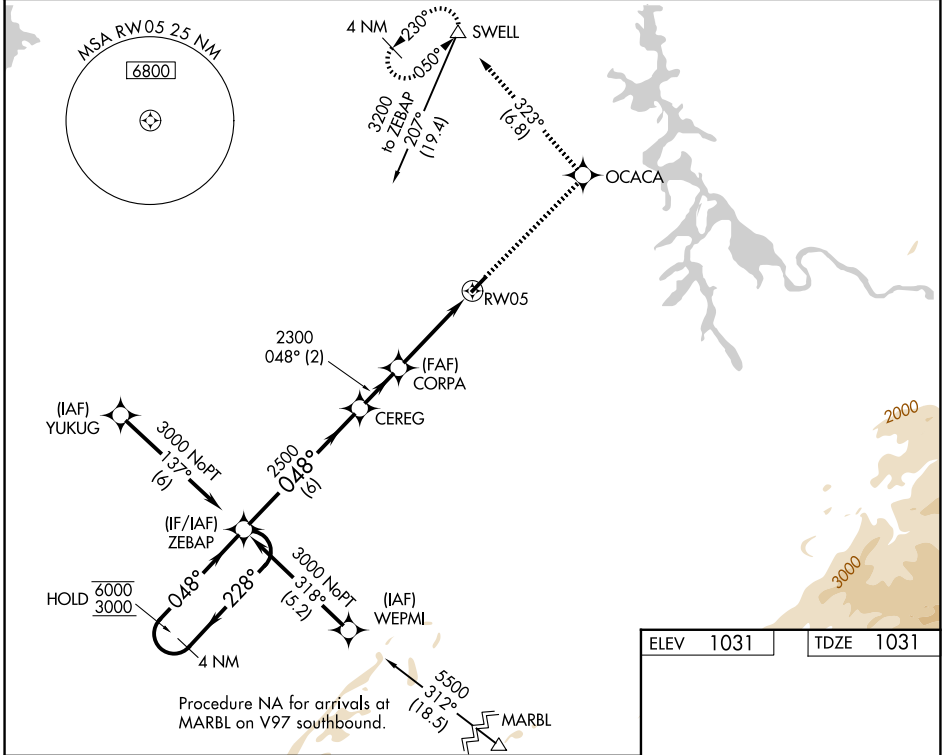 MSA RW05 25 NM
6800
4 NM
230°
050°
SWELL
3200
to ZEBAP
207°
(19.4)
323°
(6.8)
OCACA
RW05
2300
048° (2)
(FAF)
CORPA
CEREG
(IAF)
YUKUG
3000 NoPT
137°
(6)
2500
048°
(6)
(IF/IAF)
ZEBAP
2000
3000
3000 NoPT
318°
(5.2)
(IAF)
WEPMI
HOLD
6000
3000
048°
228°
4 NM
5500
312°
(18.5)
MARBL
Procedure NA for arrivals at
MARBL on V97 southbound.
ELEV 1031
TDZE 1031